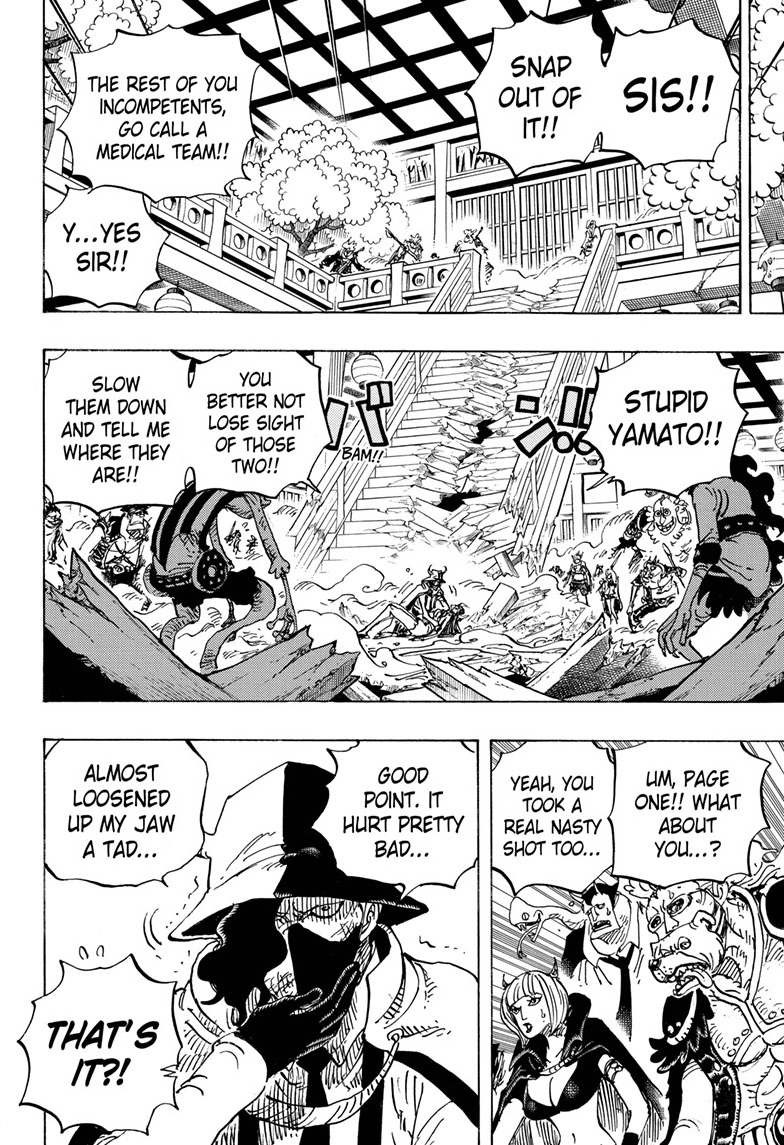 SIS!!
SNAP
OUT OF
IT!!
THE REST OF YOU
INCOMPETENTS,
GO CALL A
MEDICAL TEAM!!
Y...YES
SIR!!
STUPID
YAMATO!!
BAM!!
YOU
BETTER NOT
LOSE SIGHT
OF THOSE
TWO!!
SLOW
THEM DOWN
AND TELL ME
WHERE THEY
ARE!!
UM, PAGE
ONE!! WHAT
ABOUT
YOU...?
YEAH, YOU
TOOK A
REAL NASTY
SHOT TOO...
GOOD
POINT. IT
HURT PRETTY
BAD...
ALMOST
LOOSENED
UP MY JAW
A TAD...
THAT'S
IT?!